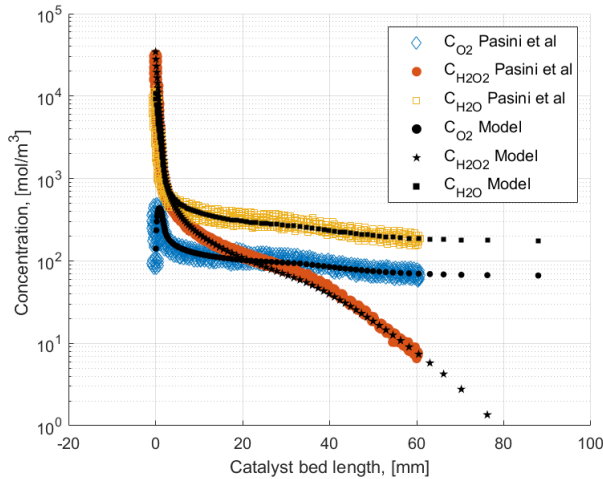 10^5
10^4
10^3
10^2
10^1
10^0
Concentration, [mol/m^3]
C_O2 Pasini et al
C_H2O2 Pasini et al
C_H2O Pasini et al
C_O2 Model
C_H2O2 Model
C_H2O Model
-20 0 20 40 60 80 100
Catalyst bed length, [mm]